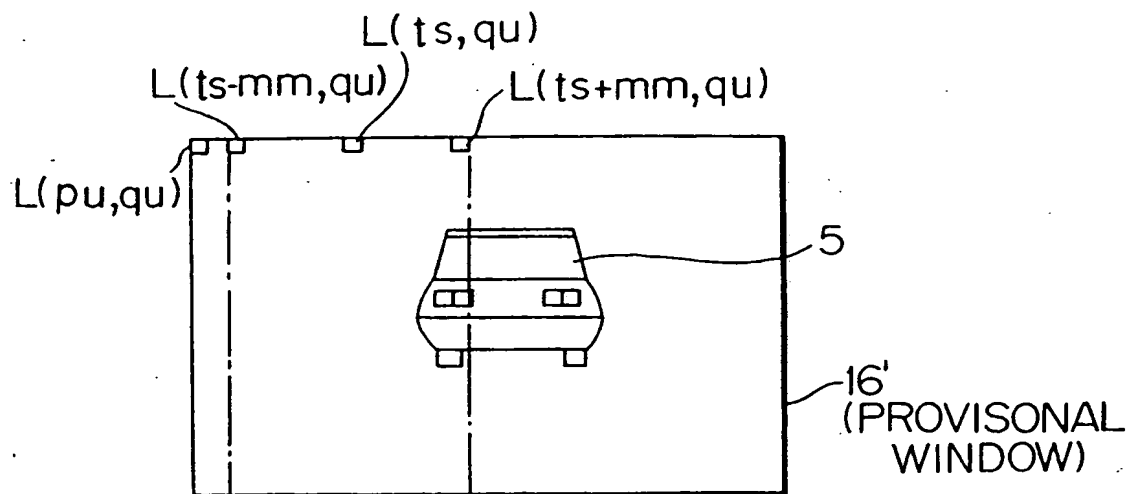 L(ts,qu)
L(ts-mm,qu)
L(ts+mm,qu)
L(pu,qu)
5
16'
(PROVISONAL
WINDOW)